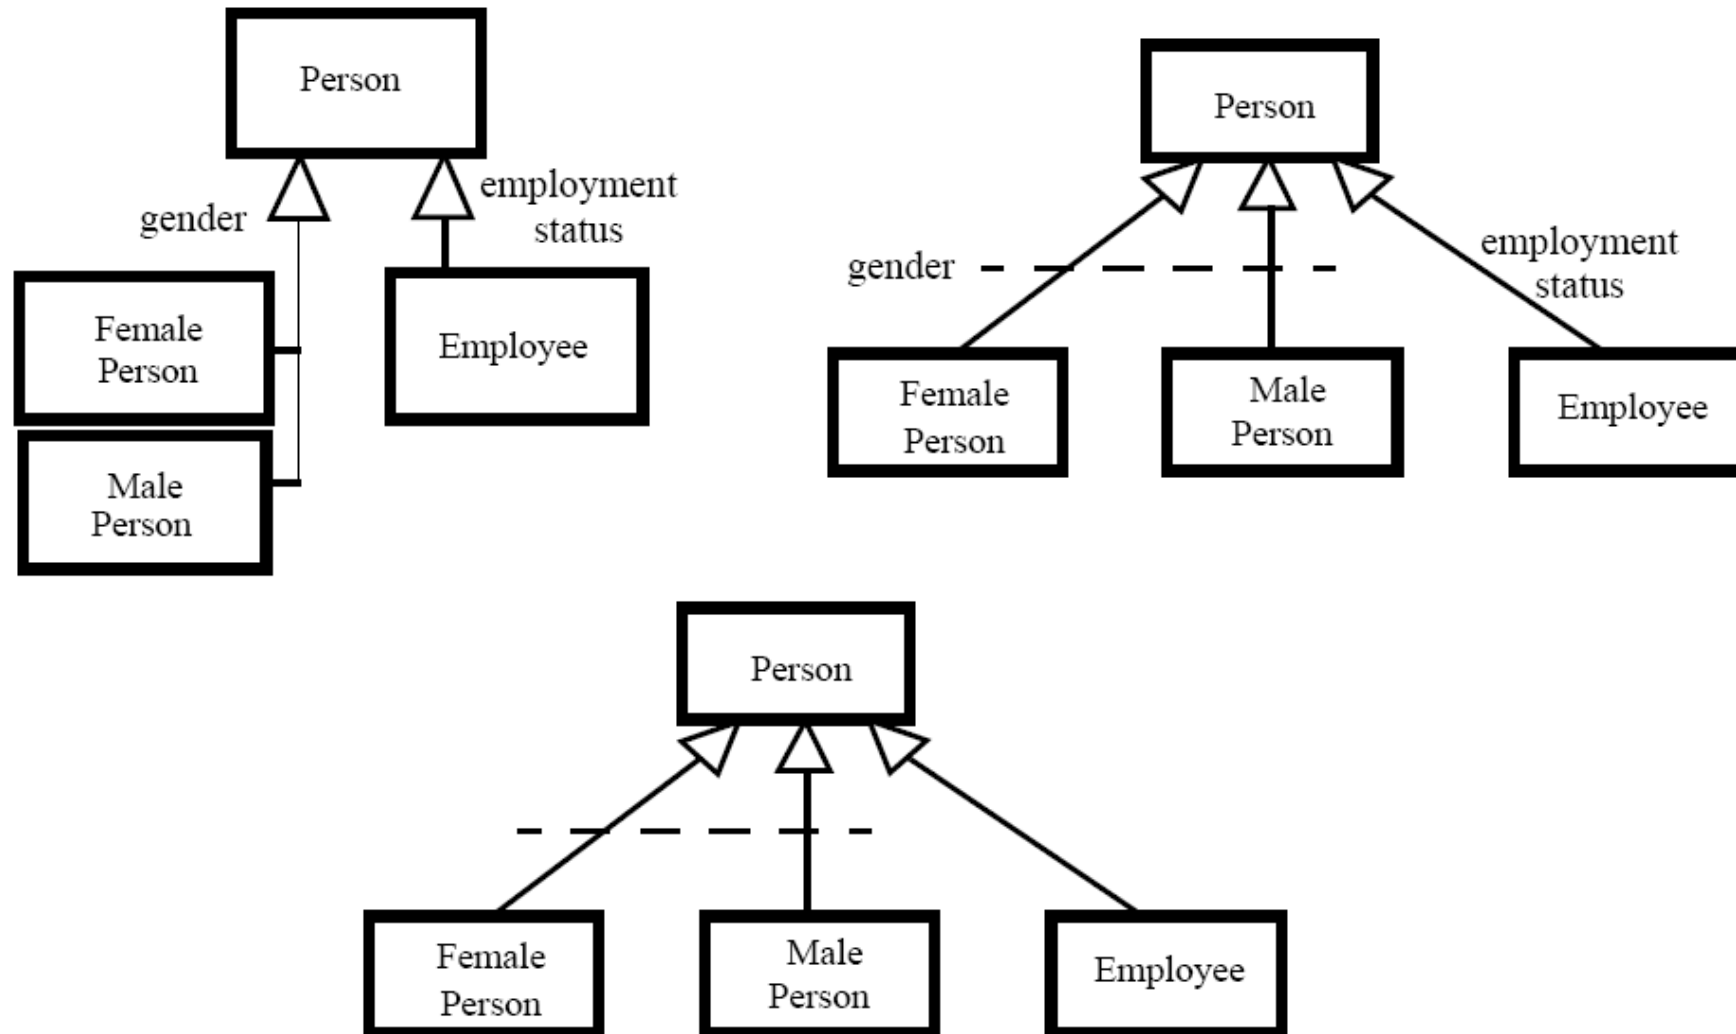 Person
gender
employment
status
Female
Person
Employee
Male
Person
Person
gender
employment
status
Female
Person
Male
Person
Employee
Person
Female
Person
Male
Person
Employee